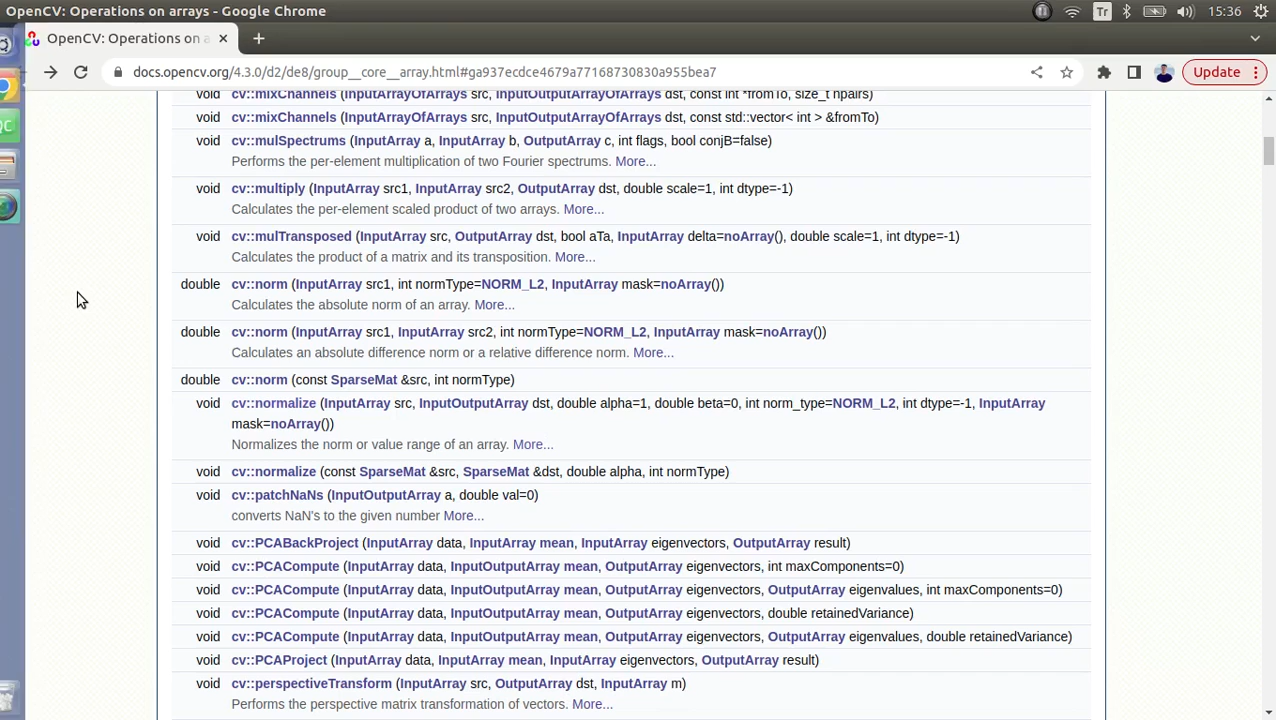 OpenCV: Operations on arrays - Google Chrome
Tr
15:36
OpenCV: Operations on a
docs.opencv.org/4.3.0/d2/de8/group__core__array.html#ga937ecdce4679a77168730830a955bea7
Update
void cv::mixChannels (InputArrayOfArrays src, InputOutputArrayOfArrays dst, const int *fromTo, size_t npairs)
void cv::mixChannels (InputArrayOfArrays src, InputOutputArrayOfArrays dst, const std::vector< int > &fromTo)
void cv::mulSpectrums (InputArray a, InputArray b, OutputArray c, int flags, bool conjB=false)
Performs the per-element multiplication of two Fourier spectrums. More...
void cv::multiply (InputArray src1, InputArray src2, OutputArray dst, double scale=1, int dtype=-1)
Calculates the per-element scaled product of two arrays. More...
void cv::mulTransposed (InputArray src, OutputArray dst, bool aTa, InputArray delta=noArray(), double scale=1, int dtype=-1)
Calculates the product of a matrix and its transposition. More...
double cv::norm (InputArray src1, int normType=NORM_L2, InputArray mask=noArray())
Calculates the absolute norm of an array. More...
double cv::norm (InputArray src1, InputArray src2, int normType=NORM_L2, InputArray mask=noArray())
Calculates an absolute difference norm or a relative difference norm. More...
double cv::norm (const SparseMat &src, int normType)
void cv::normalize (InputArray src, InputOutputArray dst, double alpha=1, double beta=0, int norm_type=NORM_L2, int dtype=-1, InputArray
mask=noArray())
Normalizes the norm or value range of an array. More...
void cv::normalize (const SparseMat &src, SparseMat &dst, double alpha, int normType)
void cv::patchNaNs (InputOutputArray a, double val=0)
converts NaN's to the given number More...
void cv::PCABackProject (InputArray data, InputArray mean, InputArray eigenvectors, OutputArray result)
void cv::PCACompute (InputArray data, InputOutputArray mean, OutputArray eigenvectors, int maxComponents=0)
void cv::PCACompute (InputArray data, InputOutputArray mean, OutputArray eigenvectors, OutputArray eigenvalues, int maxComponents=0)
void cv::PCACompute (InputArray data, InputOutputArray mean, OutputArray eigenvectors, double retainedVariance)
void cv::PCACompute (InputArray data, InputOutputArray mean, OutputArray eigenvectors, OutputArray eigenvalues, double retainedVariance)
void cv::PCAProject (InputArray data, InputArray mean, InputArray eigenvectors, OutputArray result)
void cv::perspectiveTransform (InputArray src, OutputArray dst, InputArray m)
Performs the perspective matrix transformation of vectors. More...
QC